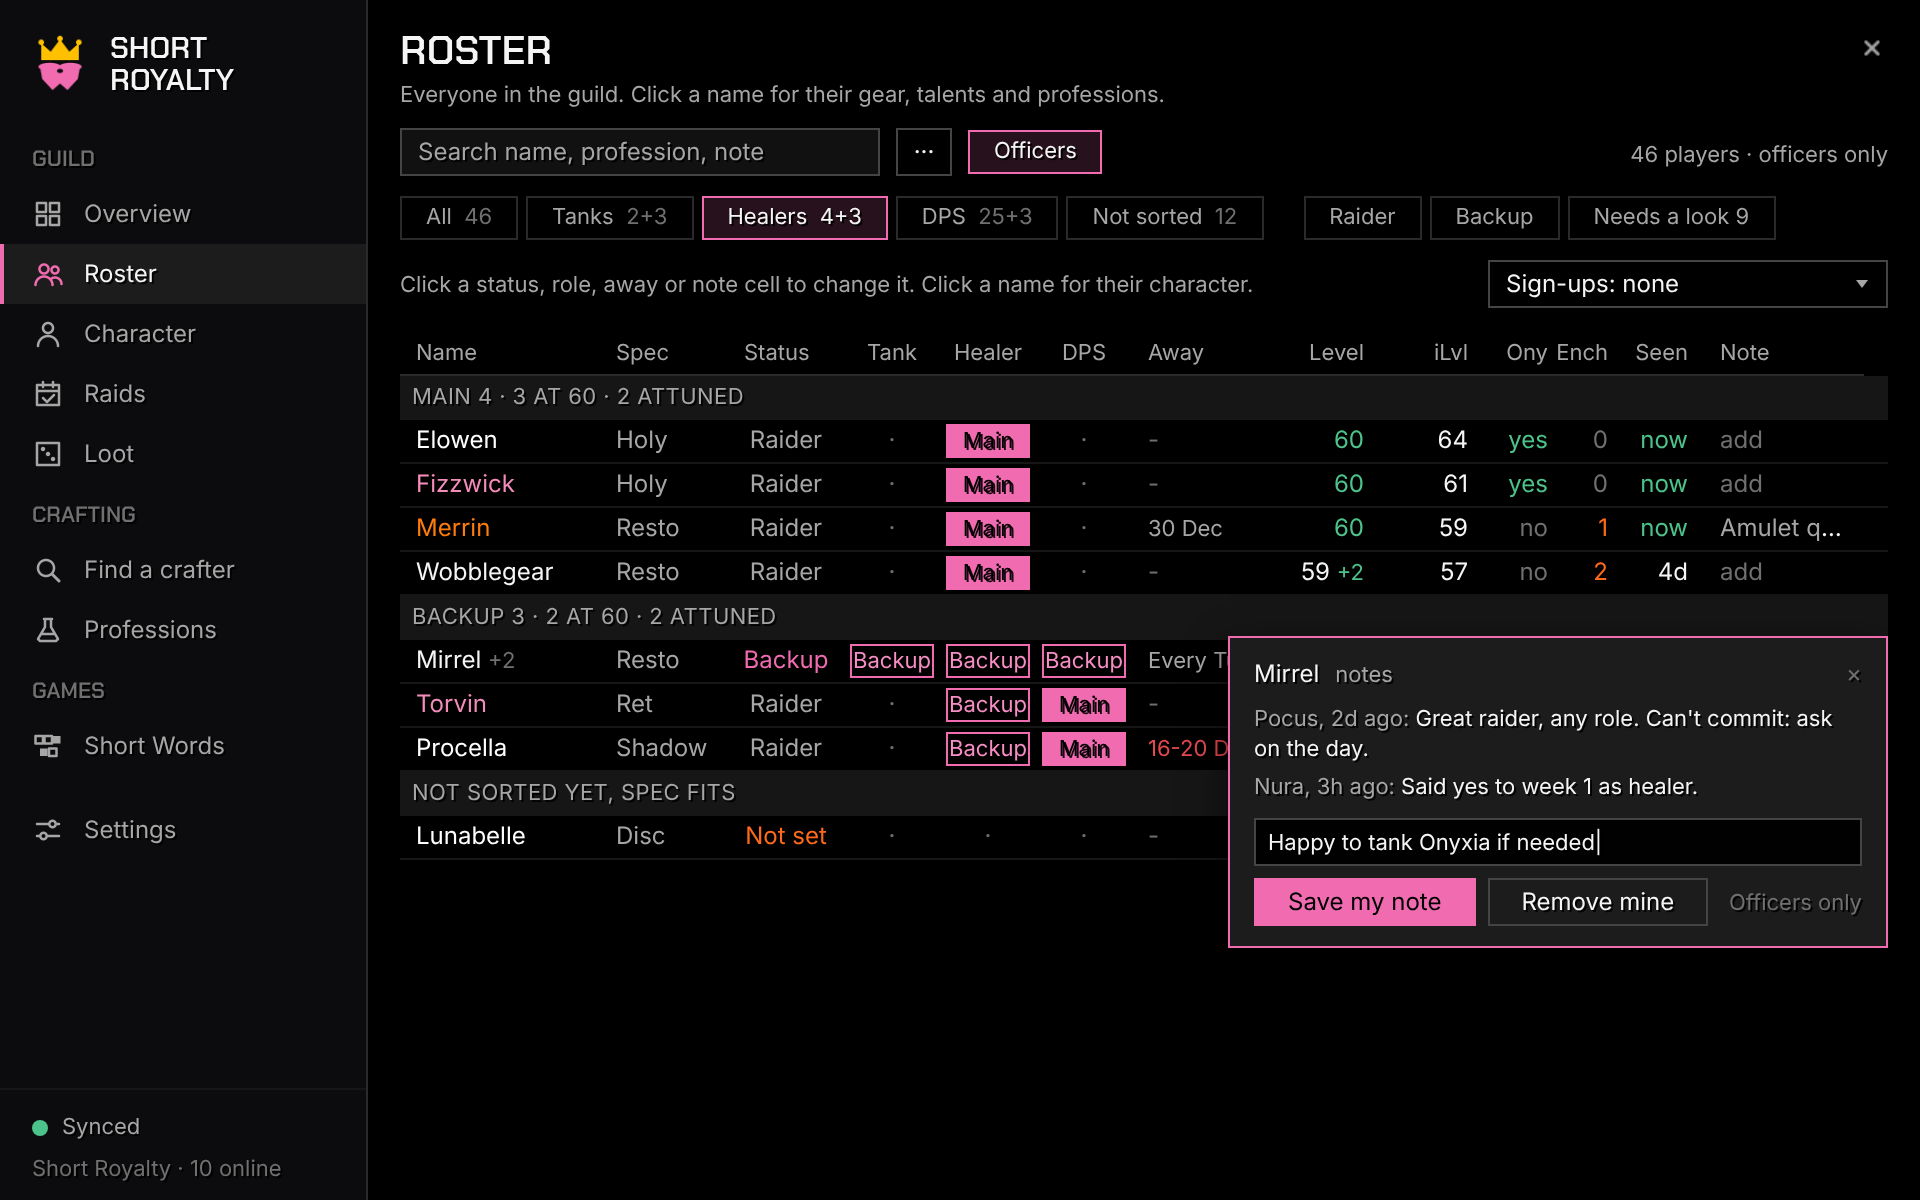 SHORT
ROYALTY
GUILD
Overview
Roster
Character
Raids
Loot
CRAFTING
Find a crafter
Professions
GAMES
Short Words
Settings
Synced
Short Royalty · 10 online
ROSTER
Everyone in the guild. Click a name for their gear, talents and professions.
Search name, profession, note ... Officers 46 players · officers only
All 46 Tanks 2+3 Healers 4+3 DPS 25+3 Not sorted 12 Raider Backup Needs a look 9
Click a status, role, away or note cell to change it. Click a name for their character. Sign-ups: none
Name Spec Status Tank Healer DPS Away Level iLvl Ony Ench Seen Note
MAIN 4 · 3 AT 60 · 2 ATTUNED
Elowen Holy Raider · Main · - 60 64 yes 0 now add
Fizzwick Holy Raider · Main · - 60 61 yes 0 now add
Merrin Resto Raider · Main · 30 Dec 60 59 no 1 now Amulet q...
Wobblegear Resto Raider · Main · - 59 +2 57 no 2 4d add
BACKUP 3 · 2 AT 60 · 2 ATTUNED
Mirrel +2 Resto Backup Backup Backup Backup Every T
Torvin Ret Raider · Backup Main -
Procella Shadow Raider · Backup Main 16-20 D
NOT SORTED YET, SPEC FITS
Lunabelle Disc Not set · · · -
Mirrel notes ×
Pocus, 2d ago: Great raider, any role. Can't commit: ask
on the day.
Nura, 3h ago: Said yes to week 1 as healer.
Happy to tank Onyxia if needed
Save my note Remove mine Officers only